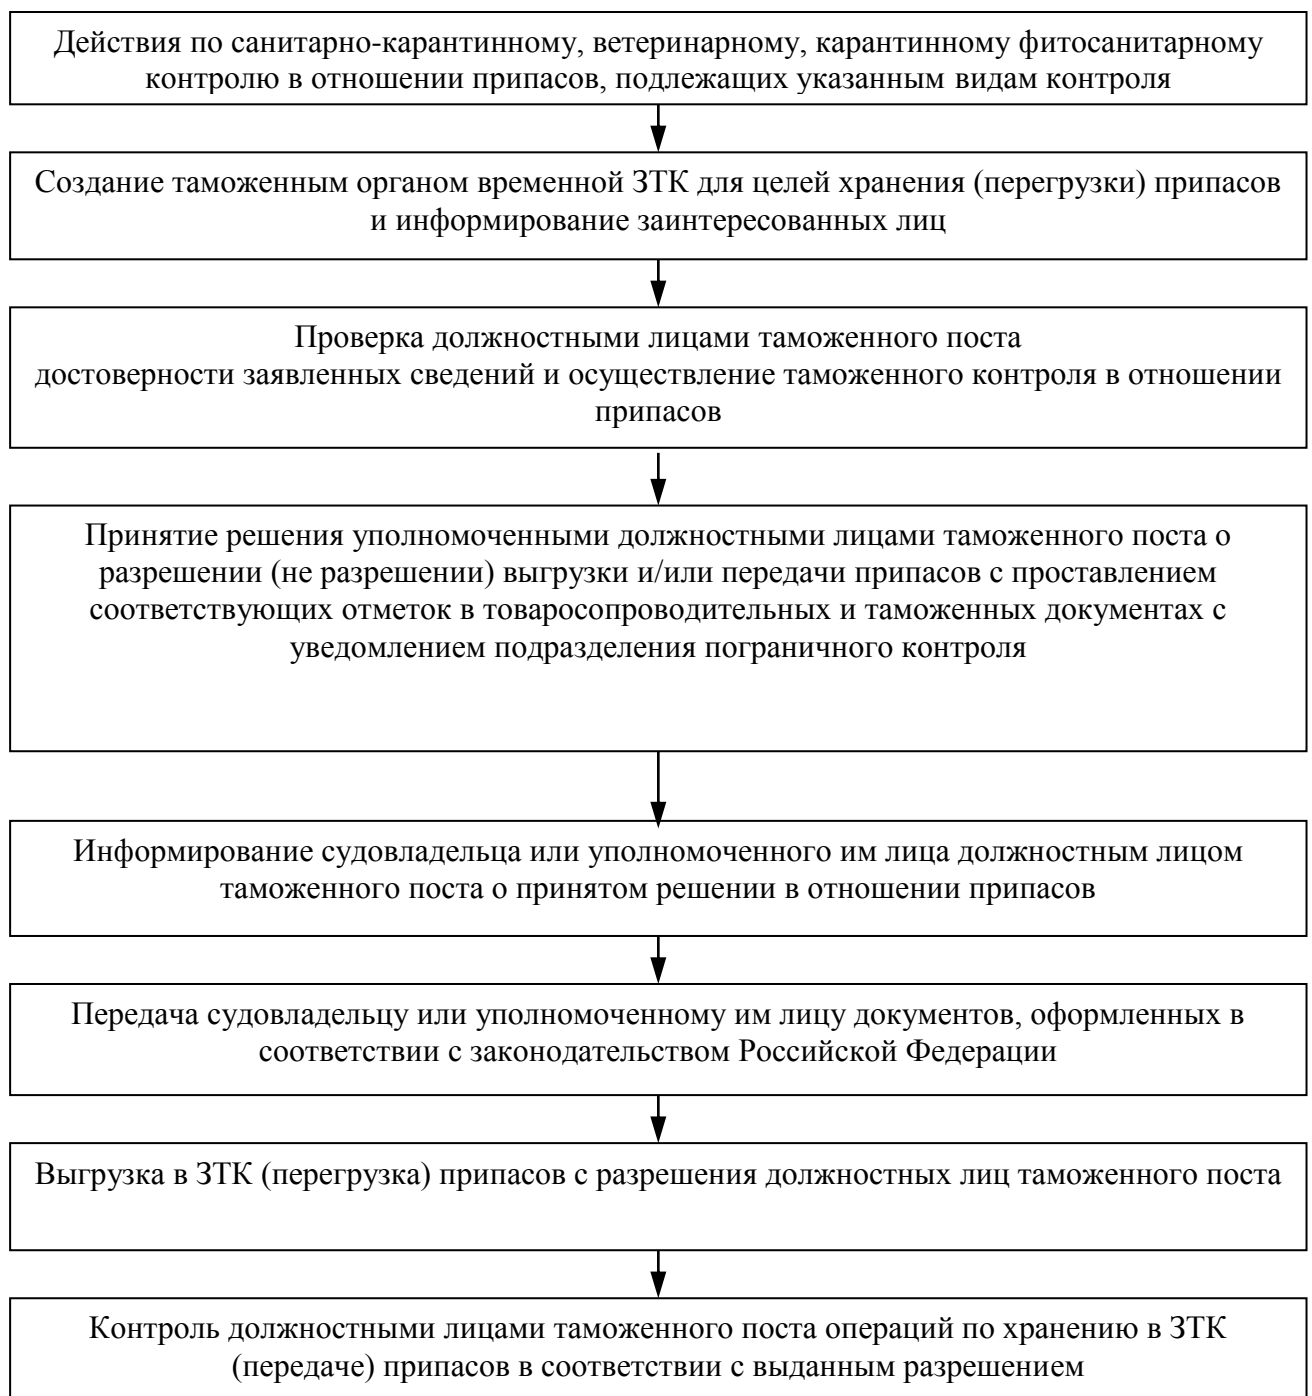 Действия по санитарно-карантинному, ветеринарному, карантинному фитосанитарному
контролю в отношении припасов, подлежащих указанным видам контроля
Создание таможенным органом временной ЗТК для целей хранения (перегрузки) припасов
и информирование заинтересованных лиц
Проверка должностными лицами таможенного поста
достоверности заявленных сведений и осуществление таможенного контроля в отношении
припасов
Принятие решения уполномоченными должностными лицами таможенного поста о
разрешении (не разрешении) выгрузки и/или передачи припасов с проставлением
соответствующих отметок в товаросопроводительных и таможенных документах с
уведомлением подразделения пограничного контроля
Информирование судовладельца или уполномоченного им лица должностным лицом
таможенного поста о принятом решении в отношении припасов
Передача судовладельцу или уполномоченному им лицу документов, оформленных в
соответствии с законодательством Российской Федерации
Выгрузка в ЗТК (перегрузка) припасов с разрешения должностных лиц таможенного поста
Контроль должностными лицами таможенного поста операций по хранению в ЗТК
(передаче) припасов в соответствии с выданным разрешением